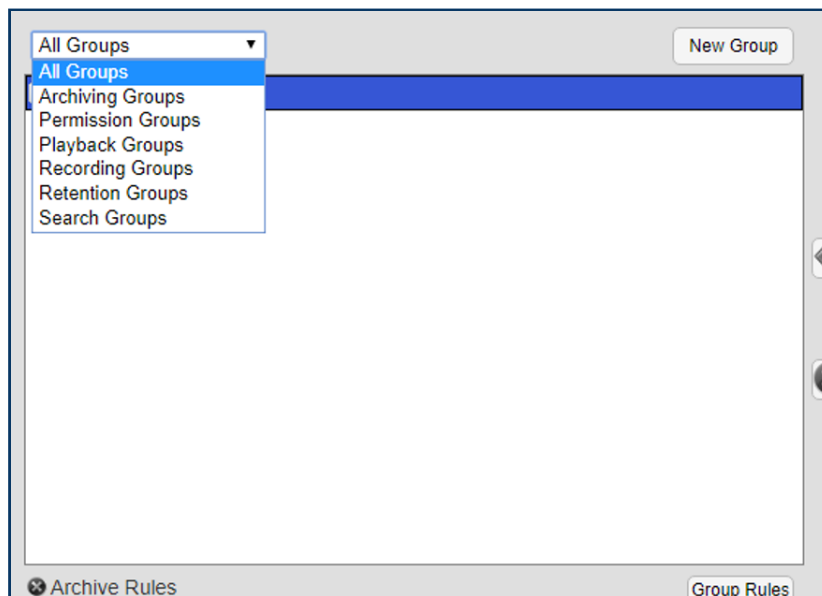 All Groups
New Group
All Groups
Archiving Groups
Permission Groups
Playback Groups
Recording Groups
Retention Groups
Search Groups
Archive Rules
Group Rules